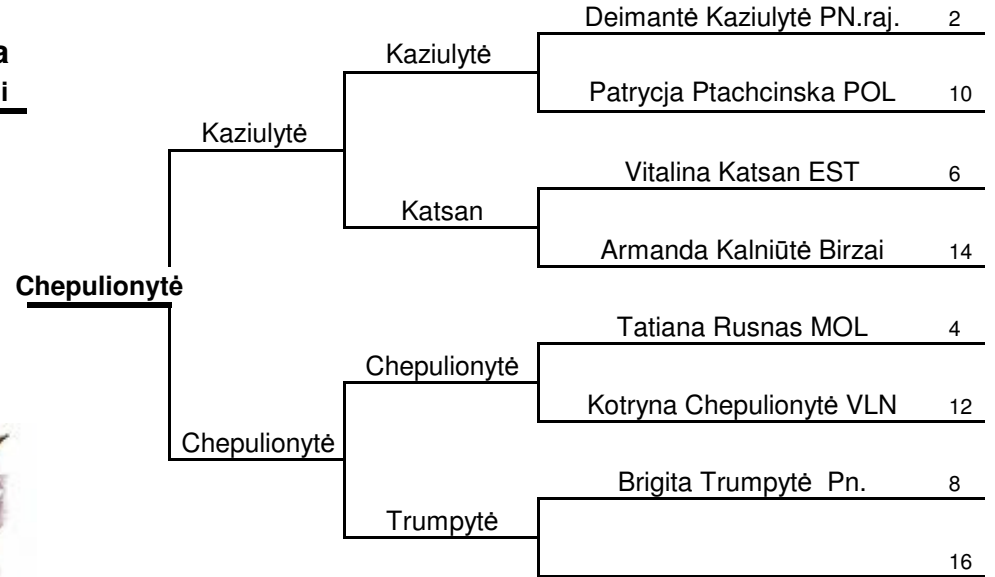 Deimantė Kaziulytė PN.raj. 2
a
Kaziulytė
i
Patrycja Ptachcinska POL 10
Kaziulytė
Vitalina Katsan EST 6
Katsan
Armanda Kalniūtė Birzai 14
Chepulionytė
Tatiana Rusnas MOL 4
Chepulionytė
Kotryna Chepulionytė VLN 12
Chepulionytė
Brigita Trumpytė Pn. 8
Trumpytė
16